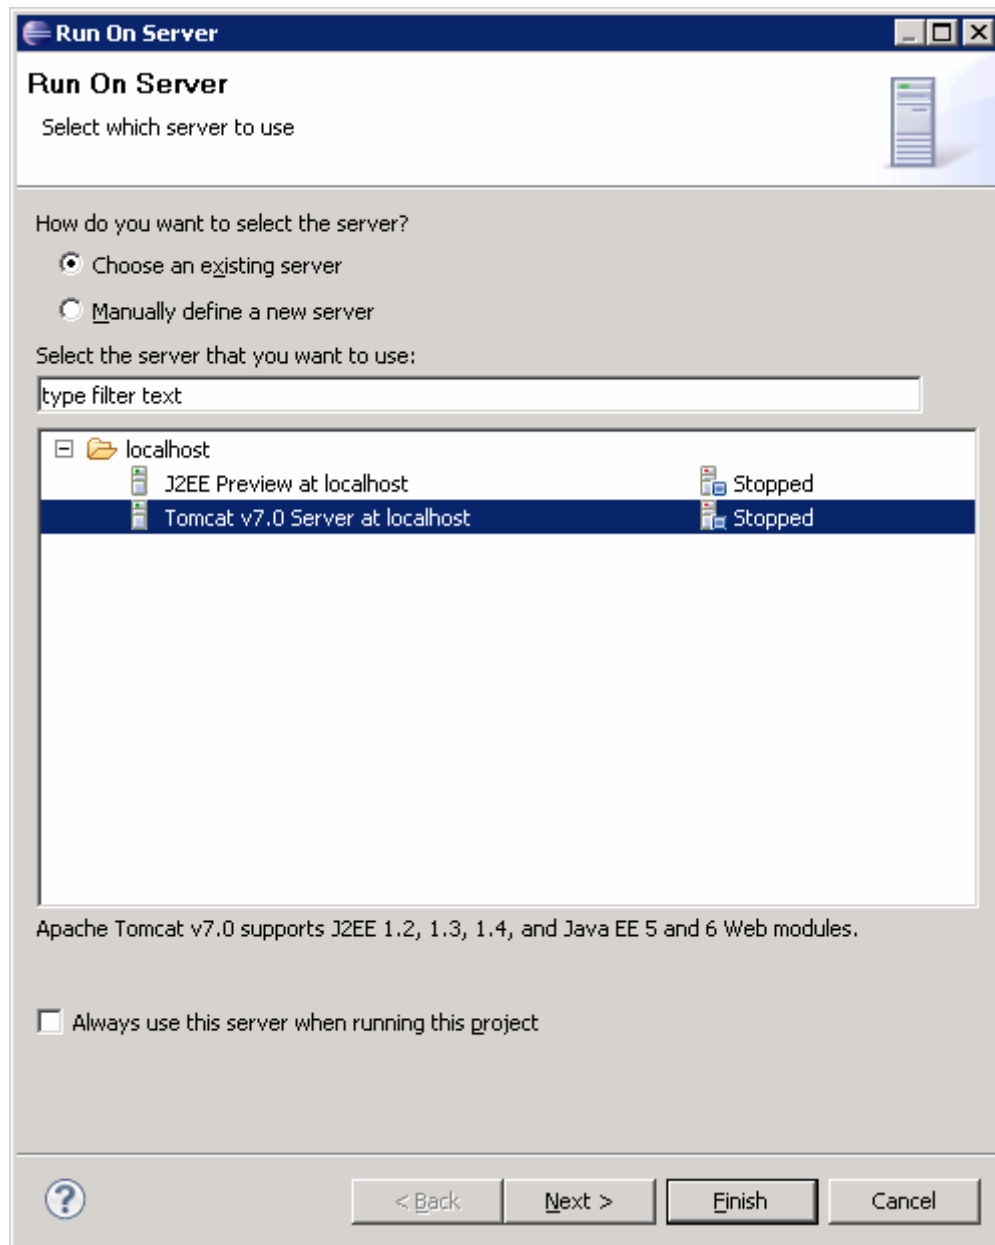 Run On Server
Run On Server
Select which server to use
How do you want to select the server?
Choose an existing server
Manually define a new server
Select the server that you want to use:
type filter text
localhost
J2EE Preview at localhost Stopped
Tomcat v7.0 Server at localhost Stopped
Apache Tomcat v7.0 supports J2EE 1.2, 1.3, 1.4, and Java EE 5 and 6 Web modules.
Always use this server when running this project
? < Back Next > Finish Cancel